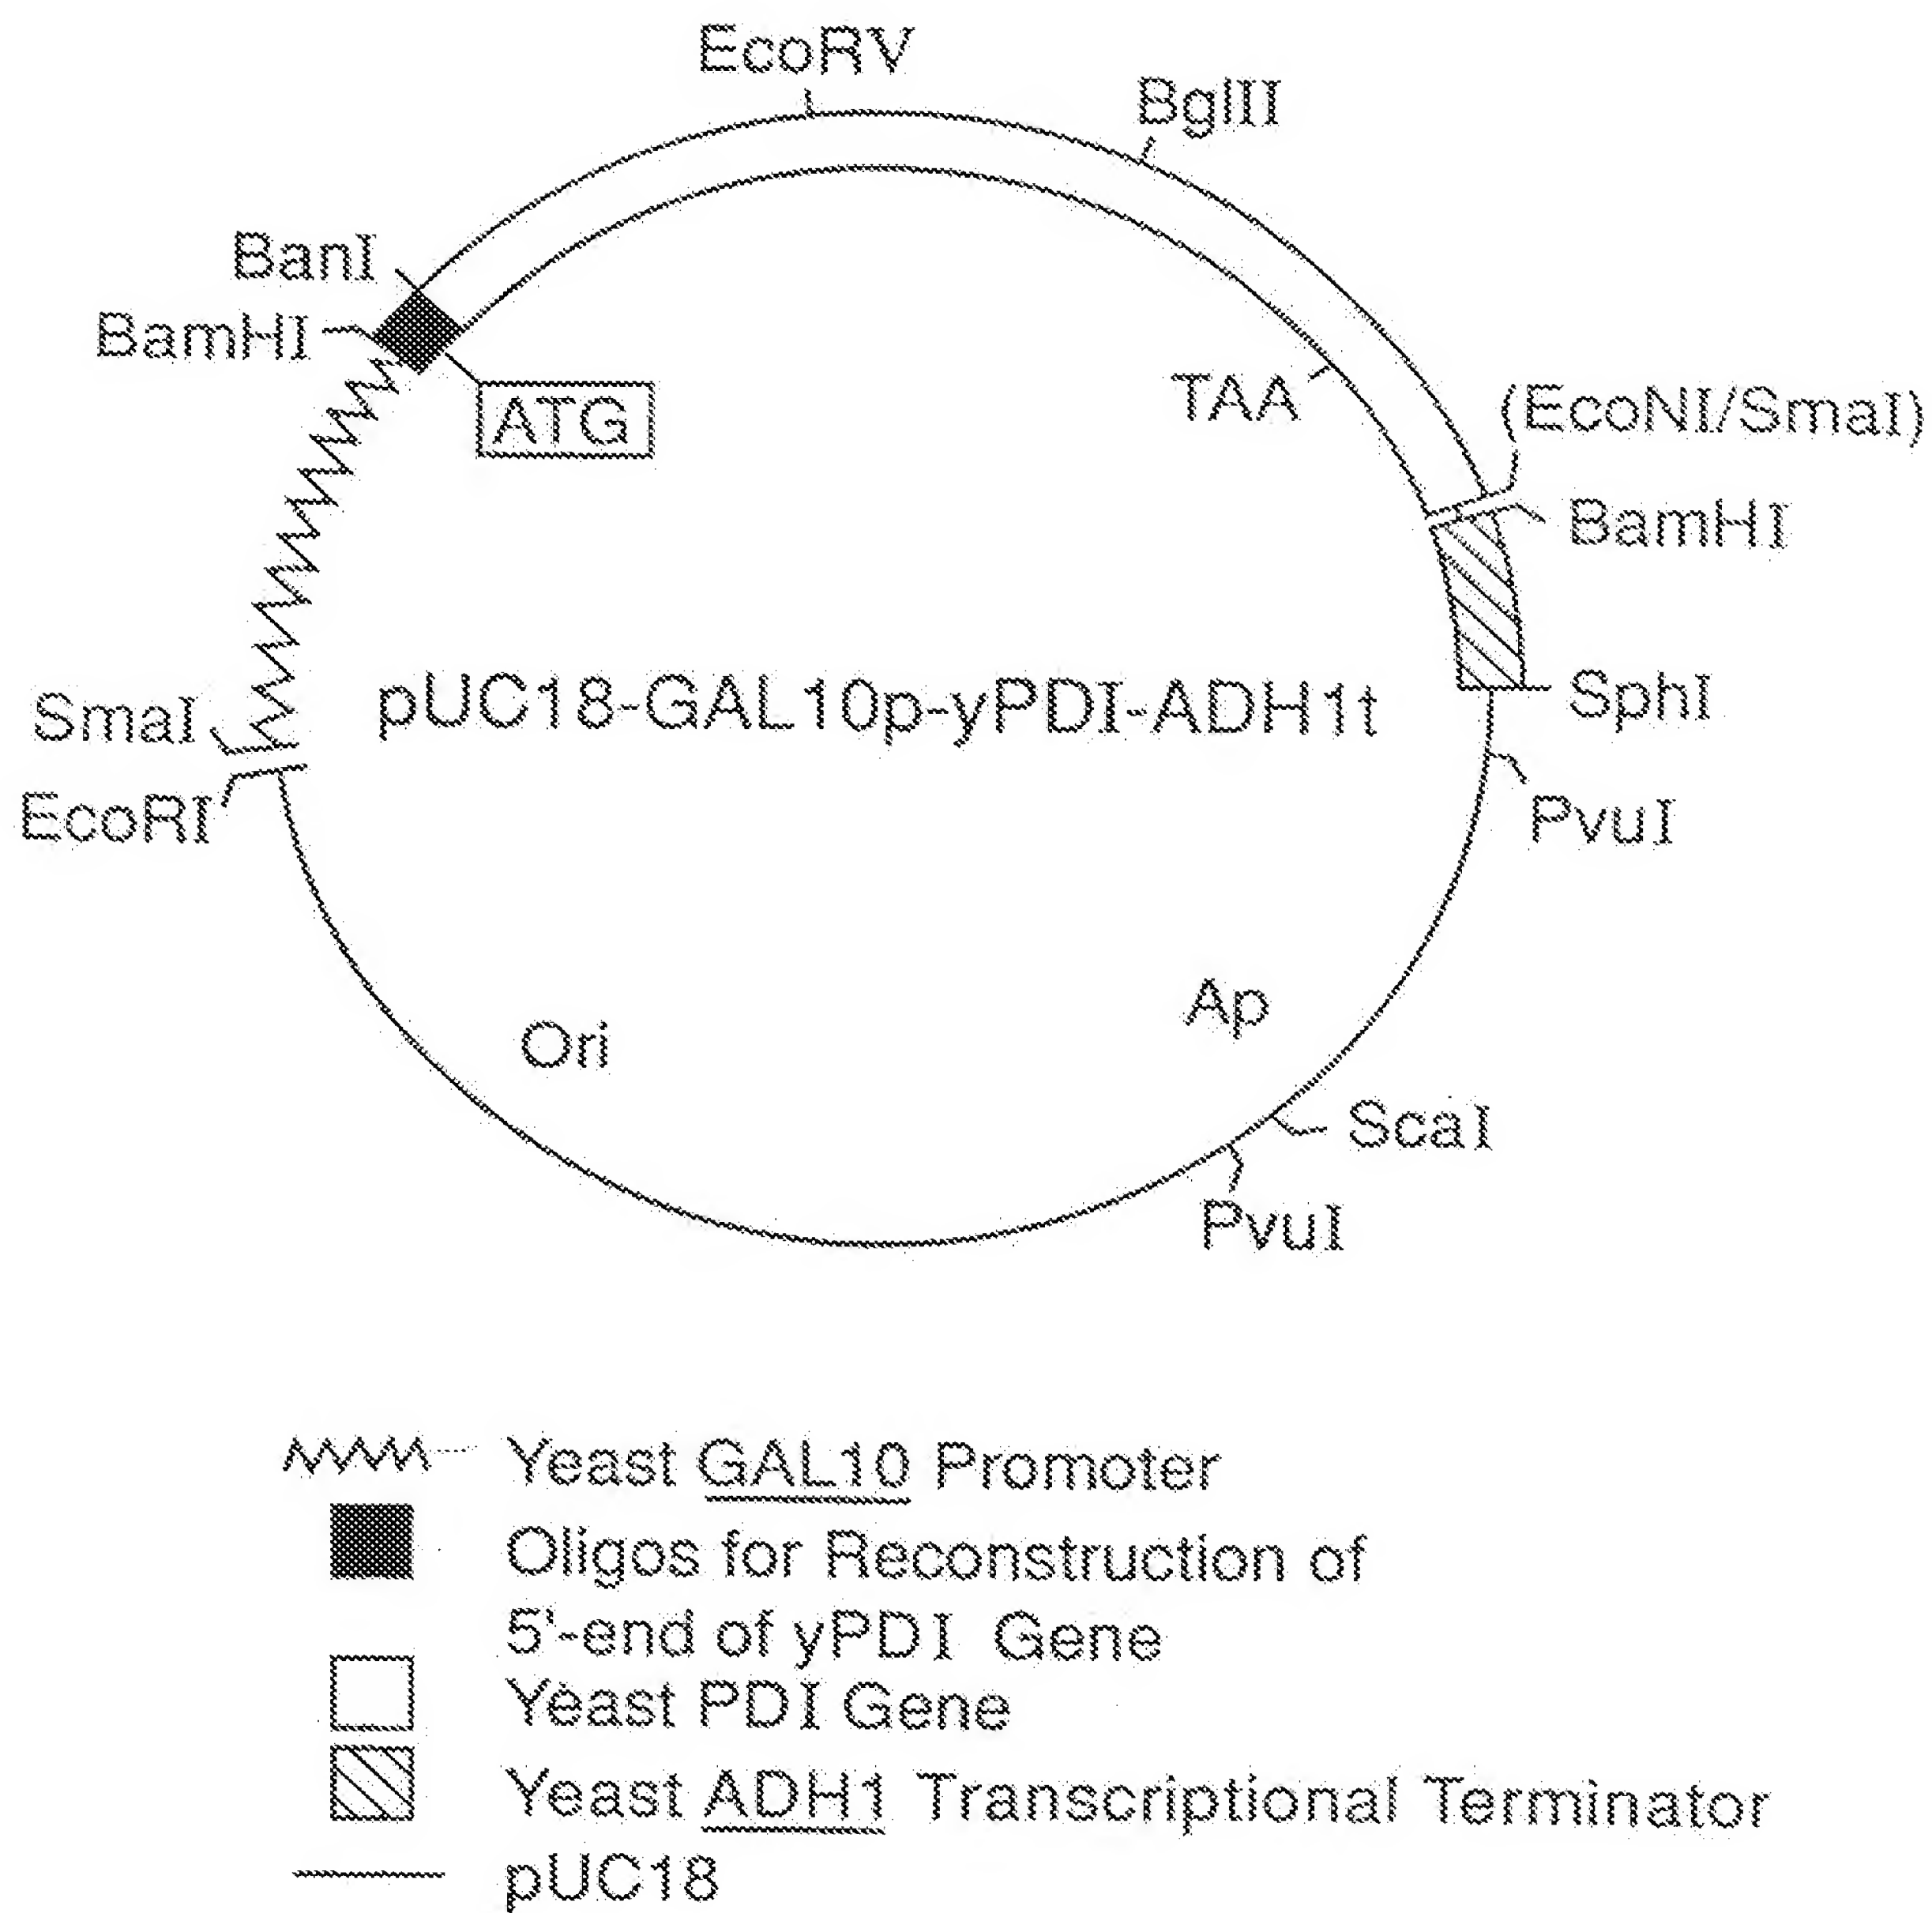 EcoRV
BglII
BanI
BamHI
ATG
TAA
(EcoNI/SmaI)
BamHI
SmaI
pUC18-GAL10p-yPDI-ADH1t
SphI
EcoRI
PvuI
Ap
Ori
ScaI
PvuI
Yeast GAL10 Promoter
Oligos for Reconstruction of
5'-end of yPDI Gene
Yeast PDI Gene
Yeast ADH1 Transcriptional Terminator
pUC18